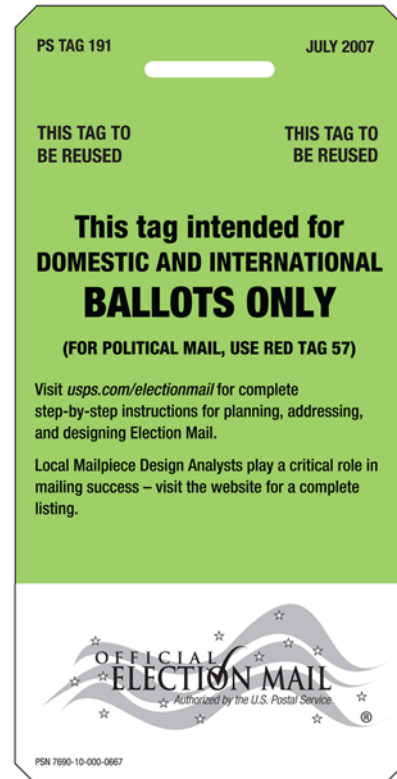 PS TAG 191 JULY 2007
THIS TAG TO THIS TAG TO
BE REUSED BE REUSED
This tag intended for
DOMESTIC AND INTERNATIONAL
BALLOTS ONLY
(FOR POLITICAL MAIL, USE RED TAG 57)
Visit usps.com/electionmail for complete
step-by-step instructions for planning, addressing,
and designing Election Mail.
Local Mailpiece Design Analysts play a critical role in
mailing success – visit the website for a complete
listing.
OFFICIAL
ELECTION MAIL
Authorized by the U.S. Postal Service
®
PSN 7690-10-000-0667